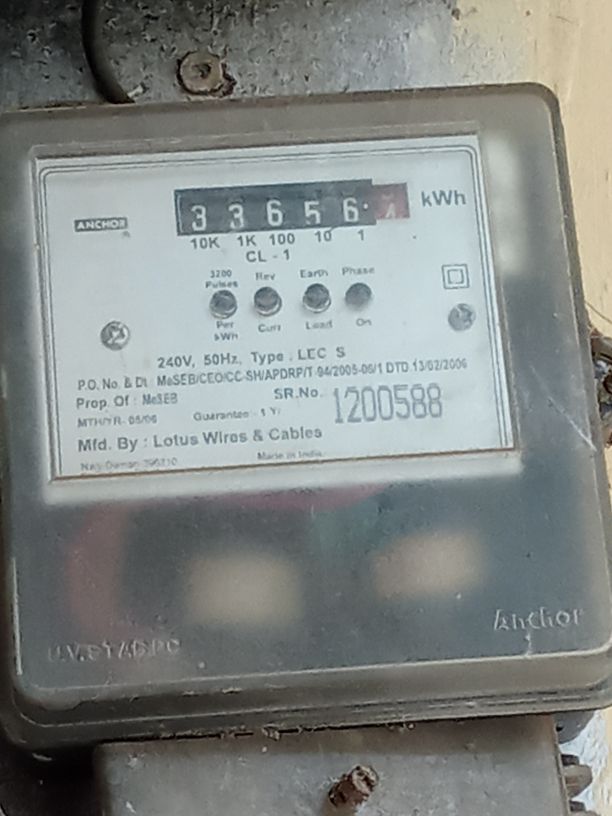 33656
kWh
ANCHOR
10K 1K 100 10 1
CL - 1
3200 Pulses Rev Earth Phase
Per kWh Curr Load On
240V, 50Hz, Type : LEC S
P.O. No. & Dt. MeSEB/CEO/CC-SH/APDRP/T-94/2005-06/1 DTD 13/02/2006
Prop. Of : MeSEB SR.No. 1200588
MTH/YR- 05/06 Guarantee - 5 Yr
Mfd. By : Lotus Wires & Cables
Made in India
Anchor